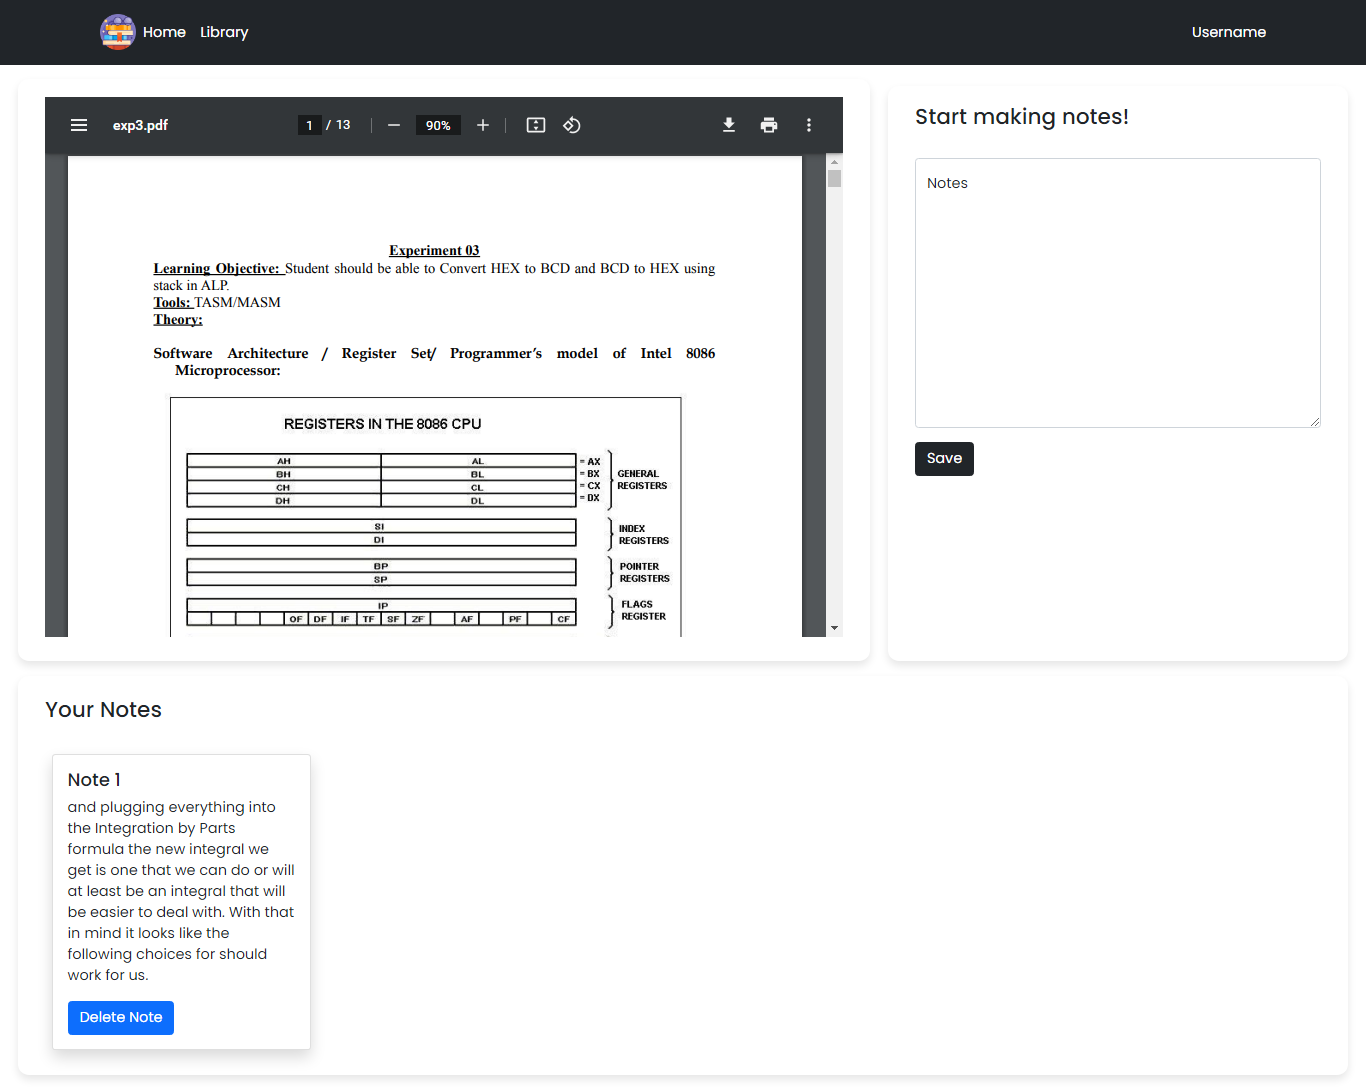 Home Library Username
exp3.pdf 1 / 13 90%
Experiment 03
Learning Objective: Student should be able to Convert HEX to BCD and BCD to HEX using
stack in ALP.
Tools: TASM/MASM
Theory:
Software Architecture / Register Set/ Programmer’s model of Intel 8086
Microprocessor:
REGISTERS IN THE 8086 CPU
AH AL = AX
BH BL = BX
CH CL = CX
DH DL = DX
GENERAL
REGISTERS
SI
DI
INDEX
REGISTERS
BP
SP
POINTER
REGISTERS
IP
OF DF IF TF SF ZF AF PF CF
FLAGS
REGISTER
Start making notes!
Notes
Save
Your Notes
Note 1
and plugging everything into
the Integration by Parts
formula the new integral we
get is one that we can do or will
at least be an integral that will
be easier to deal with. With that
in mind it looks like the
following choices for should
work for us.
Delete Note